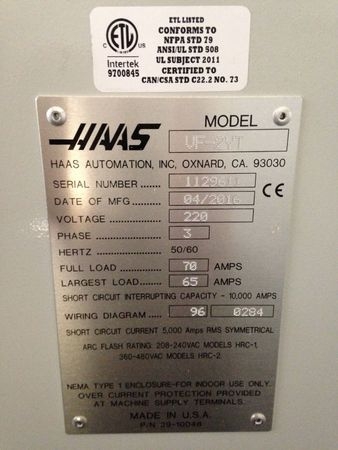 ETL LISTED
CONFORMS TO
NFPA STD 79
ANSI/UL STD 508
UL SUBJECT 2011
CERTIFIED TO
CAN/CSA STD C22.2 NO. 73
C ETL US
Intertek
9700845
HAAS MODEL VF-2YT
HAAS AUTOMATION, INC, OXNARD, CA. 93030
SERIAL NUMBER
DATE OF MFG 04/2016 CE
VOLTAGE 220
PHASE 3
HERTZ 50/60
FULL LOAD 70 AMPS
LARGEST LOAD 65 AMPS
SHORT CIRCUIT INTERRUPTING CAPACITY - 10,000 AMPS
WIRING DIAGRAM 96 0284
SHORT CIRCUIT CURRENT 5,000 Amps RMS SYMMETRICAL
ARC FLASH RATING: 208-240VAC MODELS HRC-1,
360-480VAC MODELS HRC-2.
NEMA TYPE 1 ENCLOSURE-FOR INDOOR USE ONLY.
OVER CURRENT PROTECTION PROVIDED
AT MACHINE SUPPLY TERMINALS.
MADE IN U.S.A.
P/N 29-10048